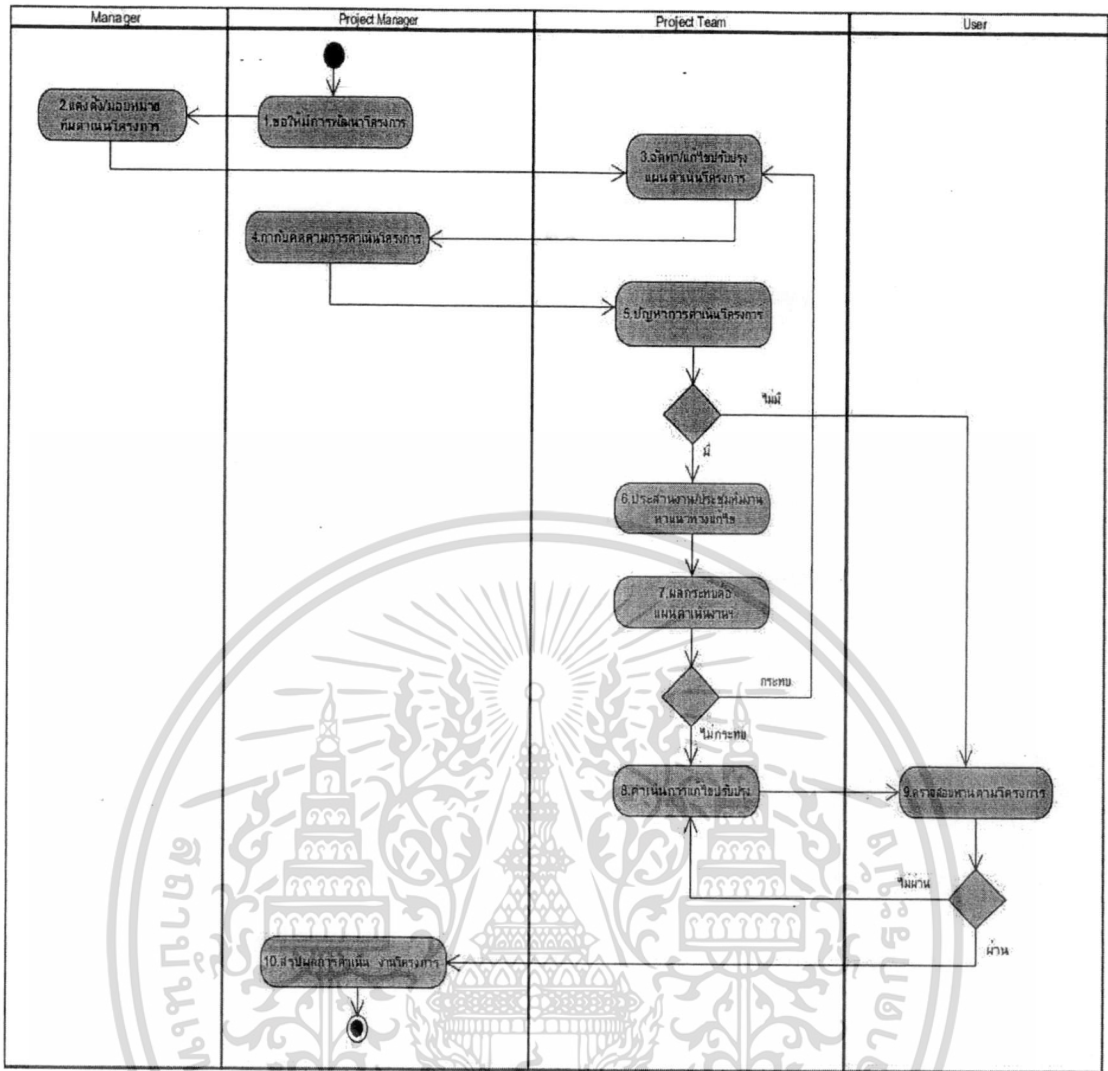 Manager
Project Manager
Project Team
User
1.ขอให้มีการพัฒนาโครงการ
2.แต่งตั้ง/มอบหมาย
ทีมดำเนินโครงการ
3.จัดทำ/แก้ไขปรับปรุง
แผนดำเนินโครงการ
4.กำกับติดตามการดำเนินโครงการ
5.ปัญหาการดำเนินโครงการ
ไม่มี
มี
6.ประสานงาน/ประชุมทีมงาน
หาแนวทางแก้ไข
7.ผลกระทบต่อ
แผนดำเนินงานฯ
กระทบ
ไม่กระทบ
8.ดำเนินการแก้ไขปรับปรุง
9.ตรวจสอบงานตามโครงการ
ไม่ผ่าน
ผ่าน
10.สรุปผลการดำเนิน งานโครงการ